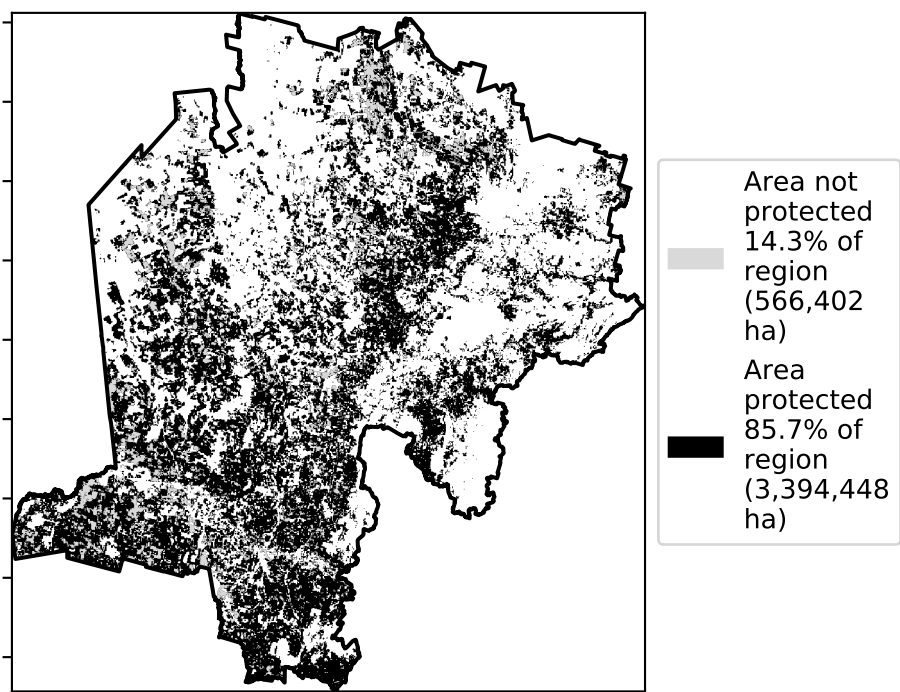 Area not
protected
14.3% of
region
(566,402
ha)
Area
protected
85.7% of
region
(3,394,448
ha)